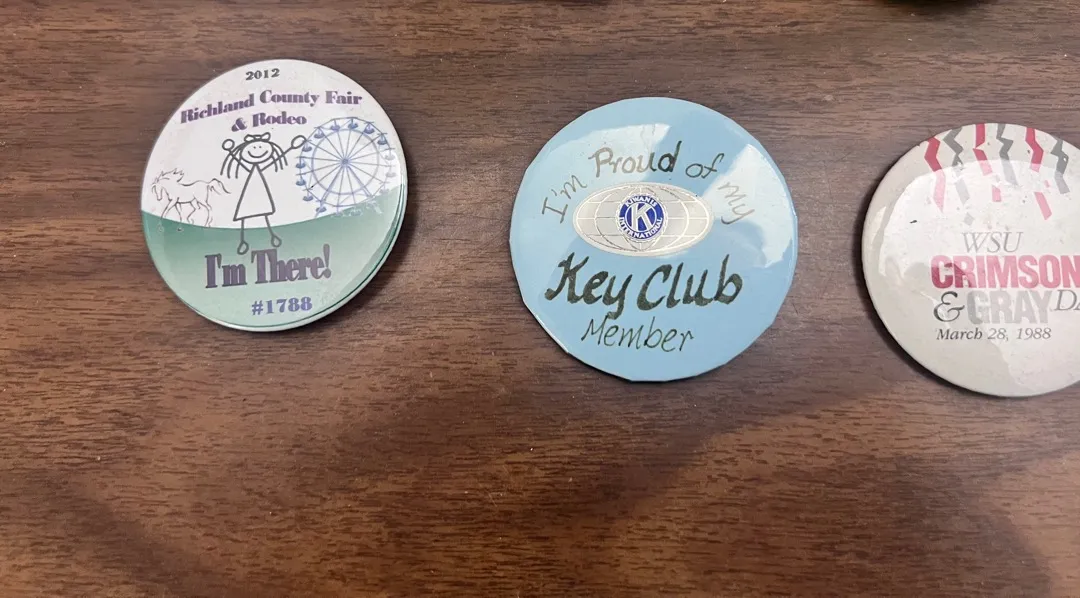 2012
Richland County Fair
& Rodeo
I'm There!
#1788
I'm Proud of my
KIWANIS
K
INTERNATIONAL
Key Club
Member
WSU
CRIMSON
& GRAY
March 28, 1988